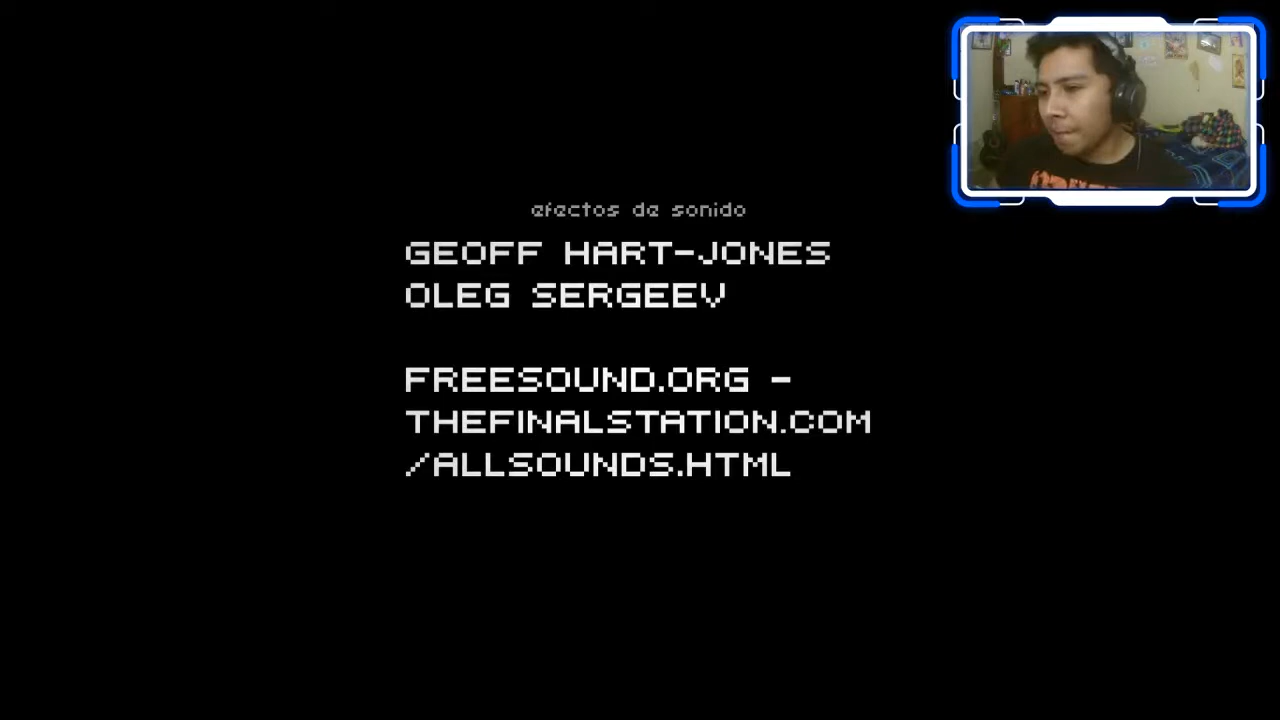 efectos de sonido
GEOFF HART-JONES
OLEG SERGEEV
FREESOUND.ORG -
THEFINALSTATION.COM
/ALLSOUNDS.HTML